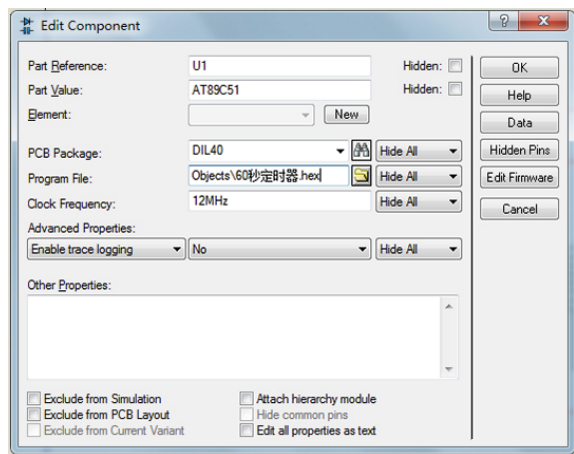 Edit Component
Part Reference: U1 Hidden: OK
Part Value: AT89C51 Hidden: Help
Element: New Data
PCB Package: DIL40 Hide All Hidden Pins
Program File: Objects\60秒定时器.hex Hide All Edit Firmware
Clock Frequency: 12MHz Hide All Cancel
Advanced Properties:
Enable trace logging No Hide All
Other Properties:
Exclude from Simulation Attach hierarchy module
Exclude from PCB Layout Hide common pins
Exclude from Current Variant Edit all properties as text